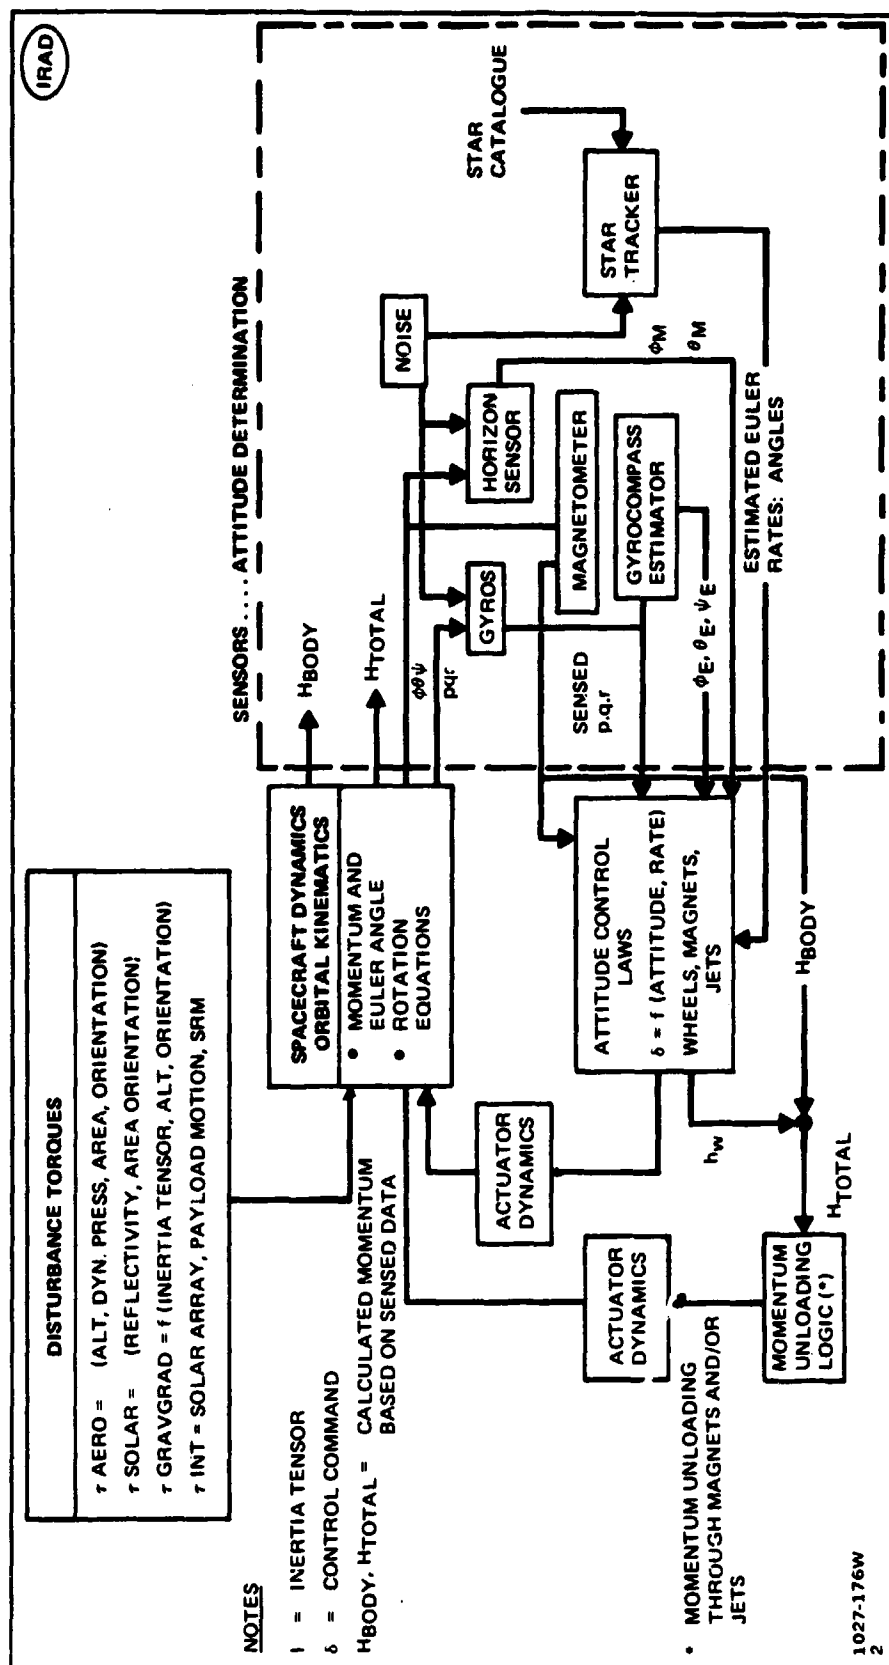 IRAD
DISTURBANCE TORQUES
τ AERO = (ALT, DYN. PRESS, AREA, ORIENTATION)
τ SOLAR = (REFLECTIVITY, AREA ORIENTATION)
τ GRAVGRAD = f (INERTIA TENSOR, ALT, ORIENTATION)
τ INT = SOLAR ARRAY, PAYLOAD MOTION, SRM
NOTES
I = INERTIA TENSOR
δ = CONTROL COMMAND
HBODY, HTOTAL = CALCULATED MOMENTUM
BASED ON SENSED DATA
SPACECRAFT DYNAMICS
ORBITAL KINEMATICS
• MOMENTUM AND
EULER ANGLE
• ROTATION
EQUATIONS
HBODY
HTOTAL
ϕθψ
pqr
SENSORS .... ATTITUDE DETERMINATION
NOISE
GYROS
HORIZON
SENSOR
MAGNETOMETER
GYROCOMPASS
ESTIMATOR
STAR
CATALOGUE
STAR
TRACKER
ϕM
θM
SENSED
p.q.r
ϕE, θE, ψE
ESTIMATED EULER
RATES: ANGLES
ACTUATOR
DYNAMICS
ATTITUDE CONTROL
LAWS
δ = f (ATTITUDE, RATE)
WHEELS, MAGNETS,
JETS
ACTUATOR
DYNAMICS
hw
HBODY
HTOTAL
MOMENTUM
UNLOADING
LOGIC (*)
* MOMENTUM UNLOADING
THROUGH MAGNETS AND/OR
JETS
1027-176W
2